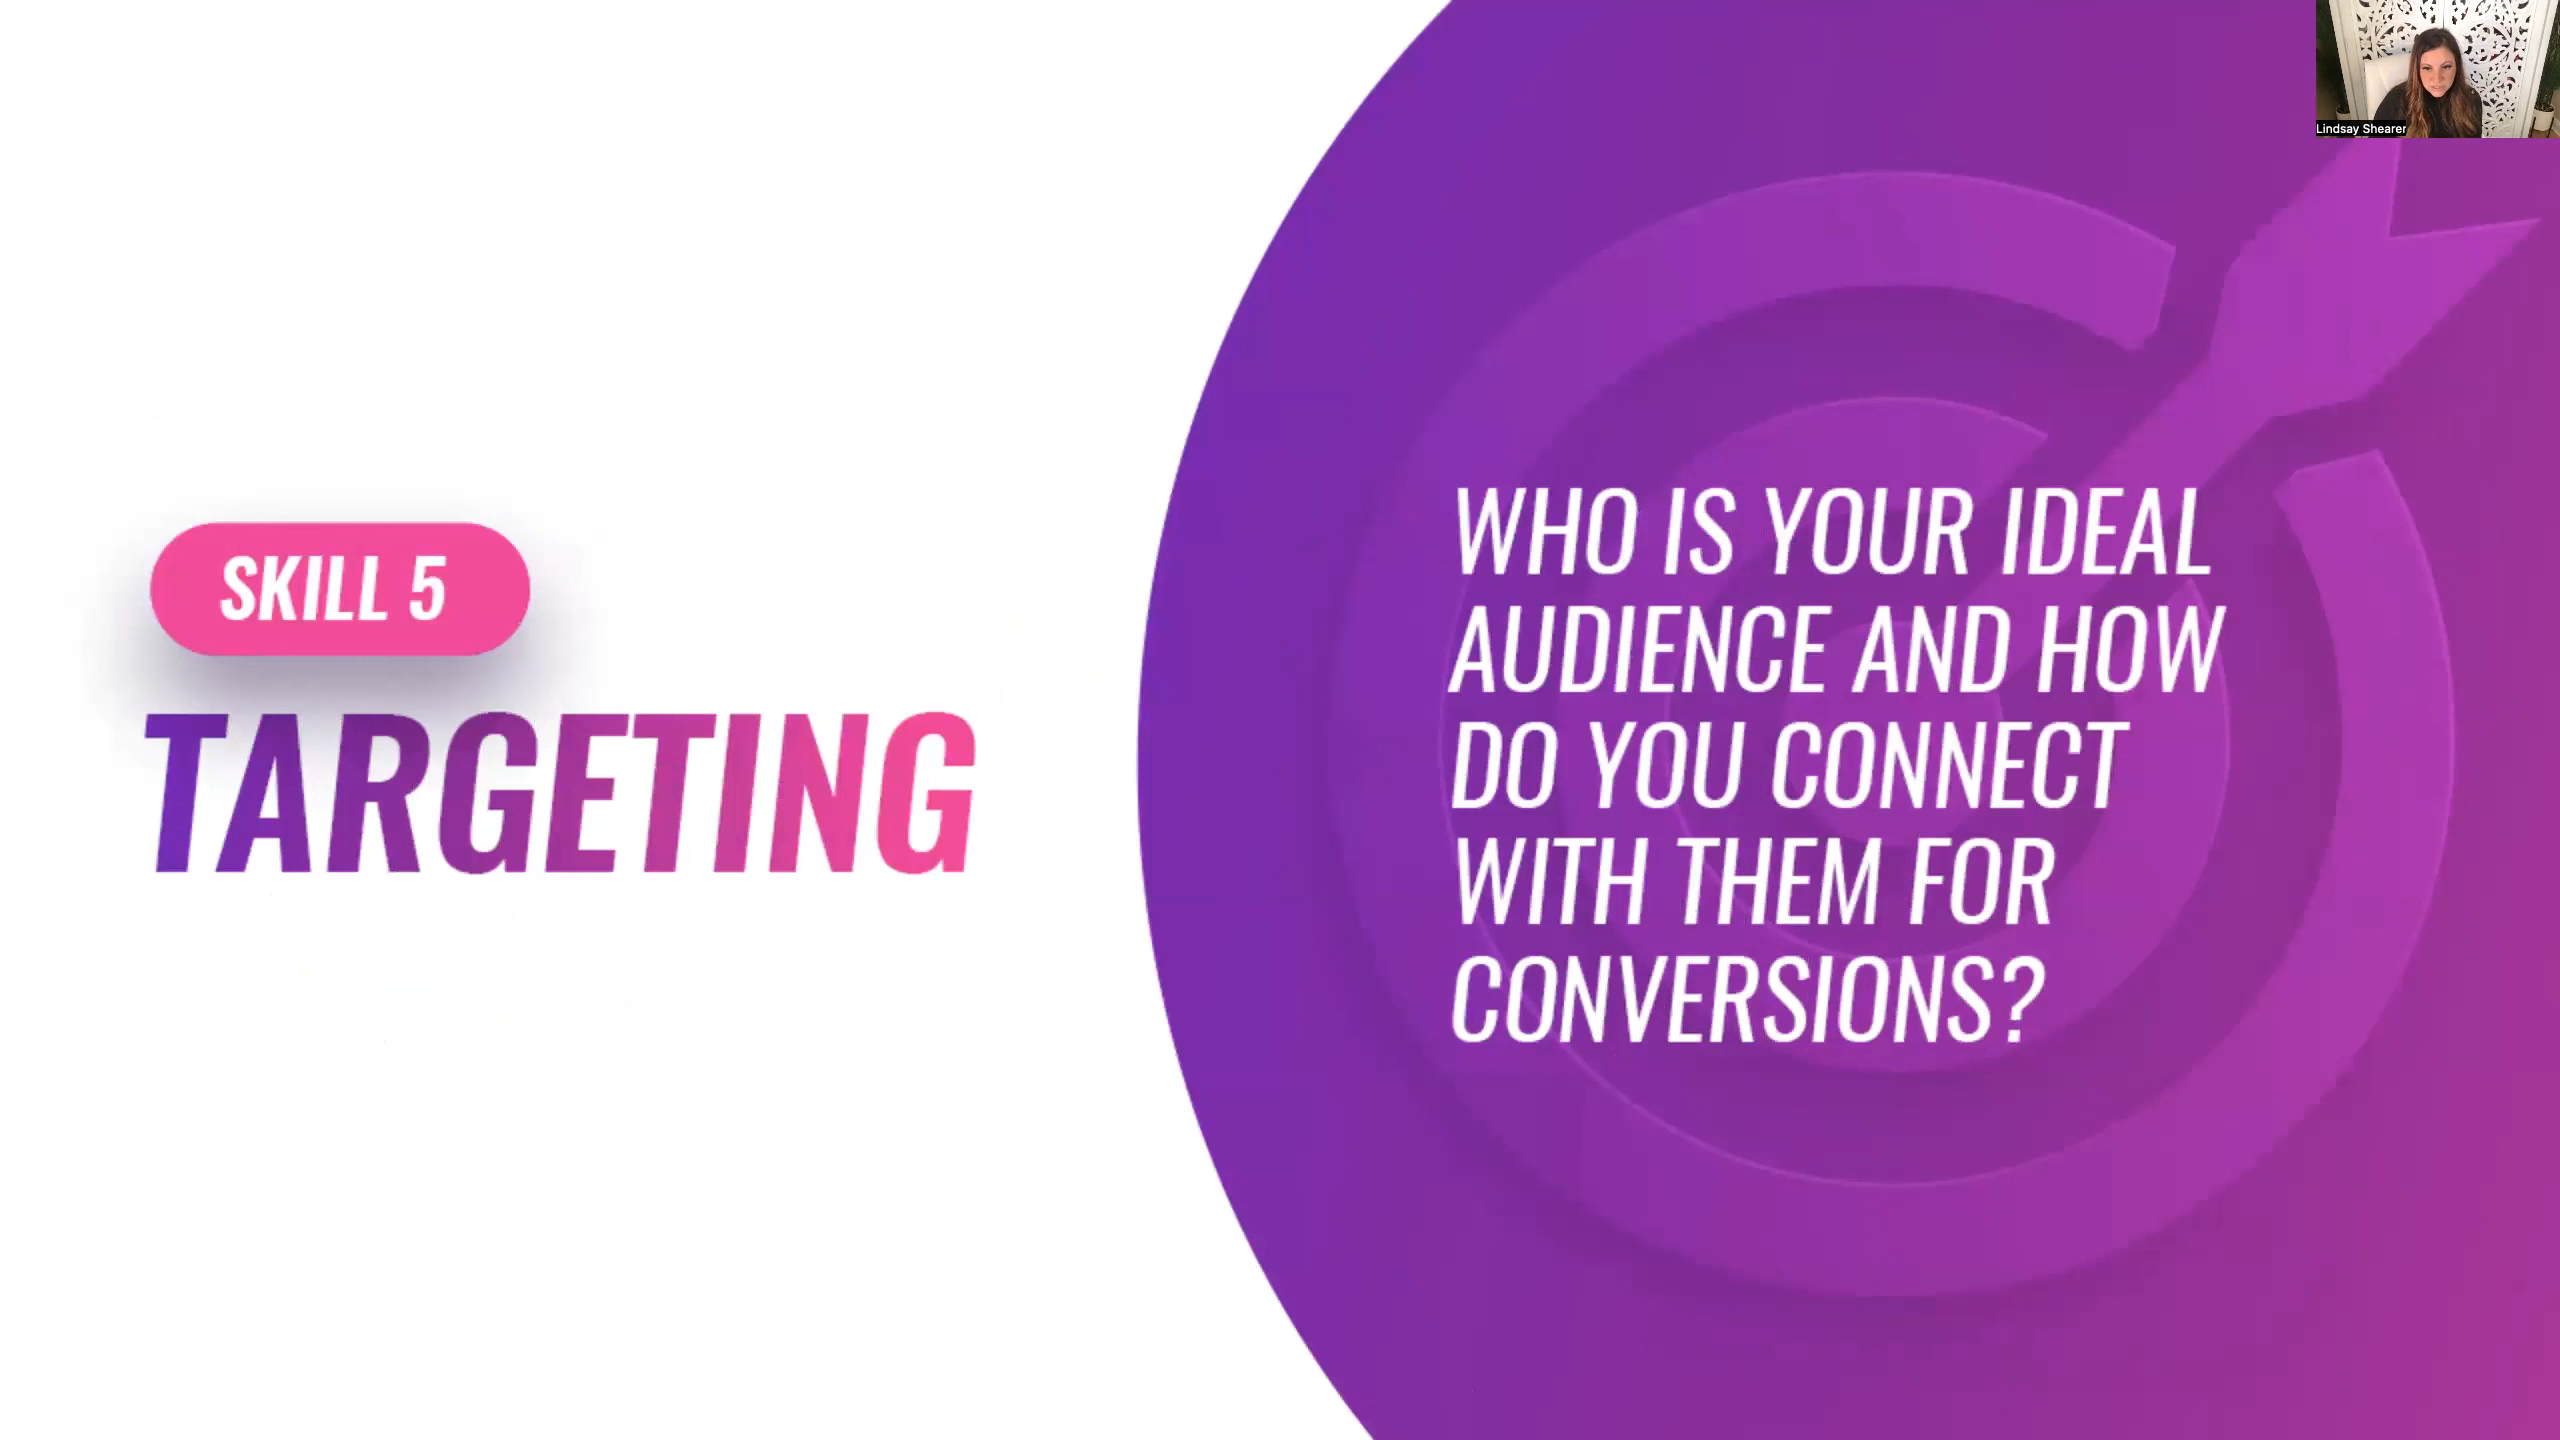 Lindsay Shearer
SKILL 5
TARGETING
WHO IS YOUR IDEAL
AUDIENCE AND HOW
DO YOU CONNECT
WITH THEM FOR
CONVERSIONS?